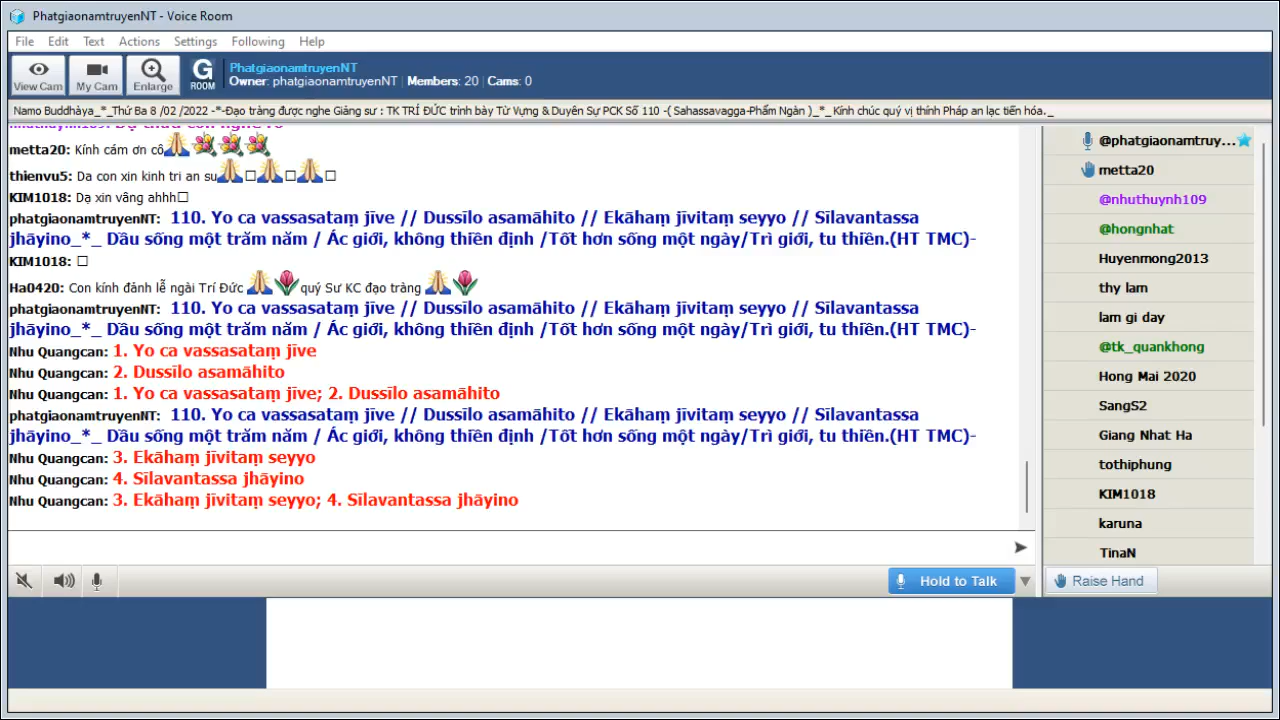 PhatgiaonamtruyenNT - Voice Room
File Edit Text Actions Settings Following Help
View Cam My Cam Enlarge G ROOM
PhatgiaonamtruyenNT
Owner: phatgiaonamtruyenNT | Members: 20 | Cams: 0
Namo Buddhàya_*_Thứ Ba 8 /02 /2022 -*-Đạo tràng được nghe Giảng sư : TK TRÍ ĐỨC trình bày Từ Vựng & Duyên Sự PCK Số 110 -( Sahassavagga-Phẩm Ngàn )_*_ Kính chúc quý vị thính Pháp an lạc tiến hóa._
metta20: Kính cám ơn cô
thienvu5: Da con xin kinh tri an su
KIM1018: Dạ xin vâng ahhh
phatgiaonamtruyenNT: 110. Yo ca vassasataṃ jīve // Dussīlo asamāhito // Ekāhaṃ jīvitaṃ seyyo // Sīlavantassa
jhāyino_*_ Dầu sống một trăm năm / Ác giới, không thiền định /Tốt hơn sống một ngày/Trì giới, tu thiền.(HT TMC)-
KIM1018:
Ha0420: Con kính đảnh lễ ngài Trí Đức quý Sư KC đạo tràng
phatgiaonamtruyenNT: 110. Yo ca vassasataṃ jīve // Dussīlo asamāhito // Ekāhaṃ jīvitaṃ seyyo // Sīlavantassa
jhāyino_*_ Dầu sống một trăm năm / Ác giới, không thiền định /Tốt hơn sống một ngày/Trì giới, tu thiền.(HT TMC)-
Nhu Quangcan: 1. Yo ca vassasataṃ jīve
Nhu Quangcan: 2. Dussīlo asamāhito
Nhu Quangcan: 1. Yo ca vassasataṃ jīve; 2. Dussīlo asamāhito
phatgiaonamtruyenNT: 110. Yo ca vassasataṃ jīve // Dussīlo asamāhito // Ekāhaṃ jīvitaṃ seyyo // Sīlavantassa
jhāyino_*_ Dầu sống một trăm năm / Ác giới, không thiền định /Tốt hơn sống một ngày/Trì giới, tu thiền.(HT TMC)-
Nhu Quangcan: 3. Ekāhaṃ jīvitaṃ seyyo
Nhu Quangcan: 4. Sīlavantassa jhāyino
Nhu Quangcan: 3. Ekāhaṃ jīvitaṃ seyyo; 4. Sīlavantassa jhāyino
@phatgiaonamtruy...
metta20
@nhuthuynh109
@hongnhat
Huyenmong2013
thy lam
lam gi day
@tk_quankhong
Hong Mai 2020
SangS2
Giang Nhat Ha
tothiphung
KIM1018
karuna
TinaN
Hold to Talk
Raise Hand